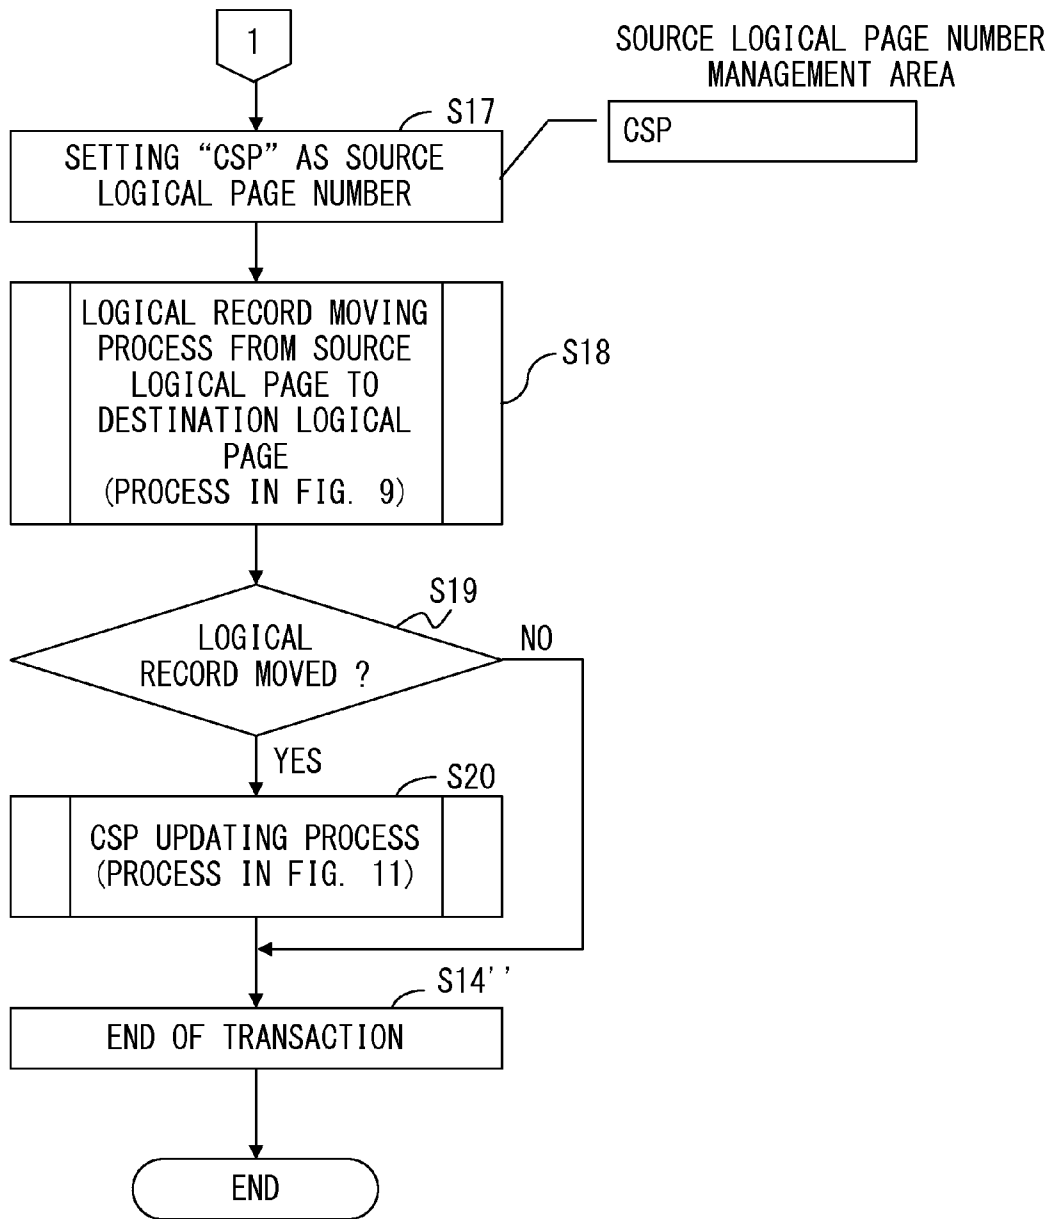 1
SOURCE LOGICAL PAGE NUMBER
MANAGEMENT AREA
S17
CSP
SETTING “CSP” AS SOURCE
LOGICAL PAGE NUMBER
LOGICAL RECORD MOVING
PROCESS FROM SOURCE
LOGICAL PAGE TO
DESTINATION LOGICAL
PAGE
(PROCESS IN FIG. 9)
S18
S19
LOGICAL
RECORD MOVED ?
NO
YES
S20
CSP UPDATING PROCESS
(PROCESS IN FIG. 11)
S14''
END OF TRANSACTION
END